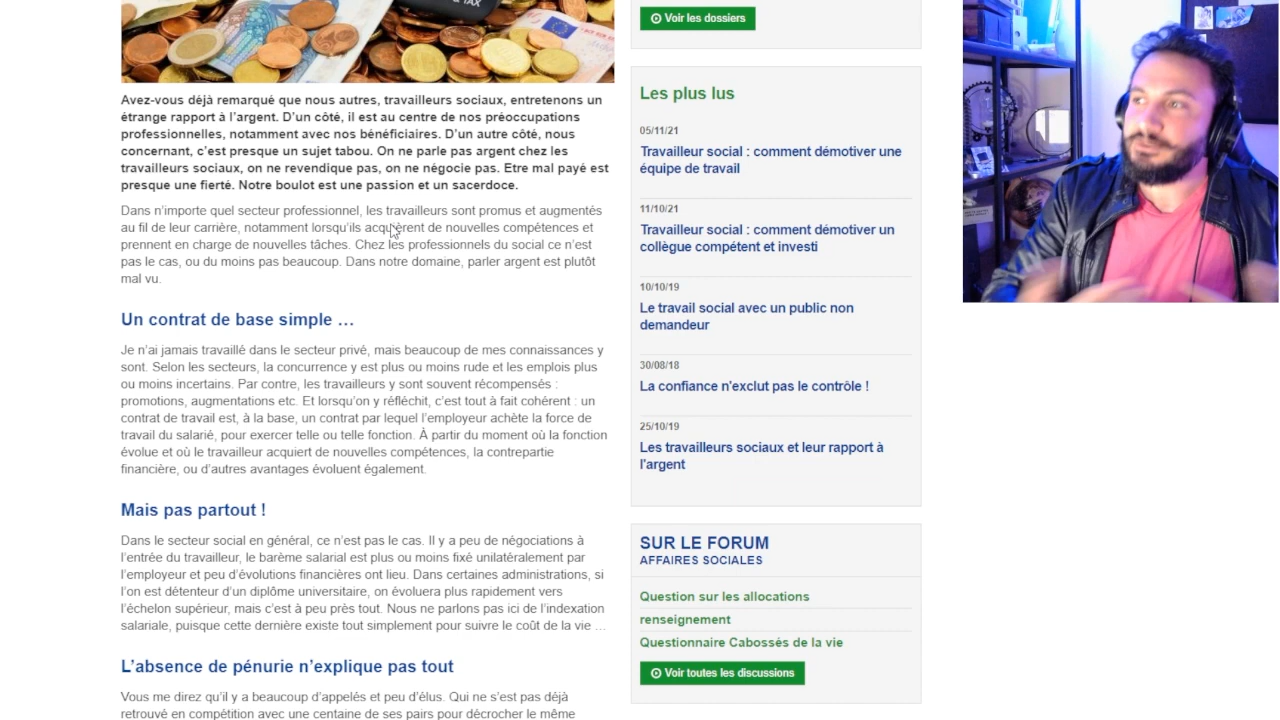 TAX
Avez-vous déjà remarqué que nous autres, travailleurs sociaux, entretenons un
étrange rapport à l'argent. D'un côté, il est au centre de nos préoccupations
professionnelles, notamment avec nos bénéficiaires. D'un autre côté, nous
concernant, c'est presque un sujet tabou. On ne parle pas argent chez les
travailleurs sociaux, on ne revendique pas, on ne négocie pas. Etre mal payé est
presque une fierté. Notre boulot est une passion et un sacerdoce.
Dans n'importe quel secteur professionnel, les travailleurs sont promus et augmentés
au fil de leur carrière, notamment lorsqu'ils acquièrent de nouvelles compétences et
prennent en charge de nouvelles tâches. Chez les professionnels du social ce n'est
pas le cas, ou du moins pas beaucoup. Dans notre domaine, parler argent est plutôt
mal vu.
Un contrat de base simple …
Je n'ai jamais travaillé dans le secteur privé, mais beaucoup de mes connaissances y
sont. Selon les secteurs, la concurrence y est plus ou moins rude et les emplois plus
ou moins incertains. Par contre, les travailleurs y sont souvent récompensés :
promotions, augmentations etc. Et lorsqu'on y réfléchit, c'est tout à fait cohérent : un
contrat de travail est, à la base, un contrat par lequel l'employeur achète la force de
travail du salarié, pour exercer telle ou telle fonction. À partir du moment où la fonction
évolue et où le travailleur acquiert de nouvelles compétences, la contrepartie
financière, ou d'autres avantages évoluent également.
Mais pas partout !
Dans le secteur social en général, ce n'est pas le cas. Il y a peu de négociations à
l'entrée du travailleur, le barème salarial est plus ou moins fixé unilatéralement par
l'employeur et peu d'évolutions financières ont lieu. Dans certaines administrations, si
l'on est détenteur d'un diplôme universitaire, on évoluera plus rapidement vers
l'échelon supérieur, mais c'est à peu près tout. Nous ne parlons pas ici de l'indexation
salariale, puisque cette dernière existe tout simplement pour suivre le coût de la vie …
L'absence de pénurie n'explique pas tout
Vous me direz qu'il y a beaucoup d'appelés et peu d'élus. Qui ne s'est pas déjà
retrouvé en compétition avec une centaine de ses pairs pour décrocher le même
Voir les dossiers
Les plus lus
05/11/21
Travailleur social : comment démotiver une
équipe de travail
11/10/21
Travailleur social : comment démotiver un
collègue compétent et investi
10/10/19
Le travail social avec un public non
demandeur
30/08/18
La confiance n'exclut pas le contrôle !
25/10/19
Les travailleurs sociaux et leur rapport à
l'argent
SUR LE FORUM
AFFAIRES SOCIALES
Question sur les allocations
renseignement
Questionnaire Cabossés de la vie
Voir toutes les discussions